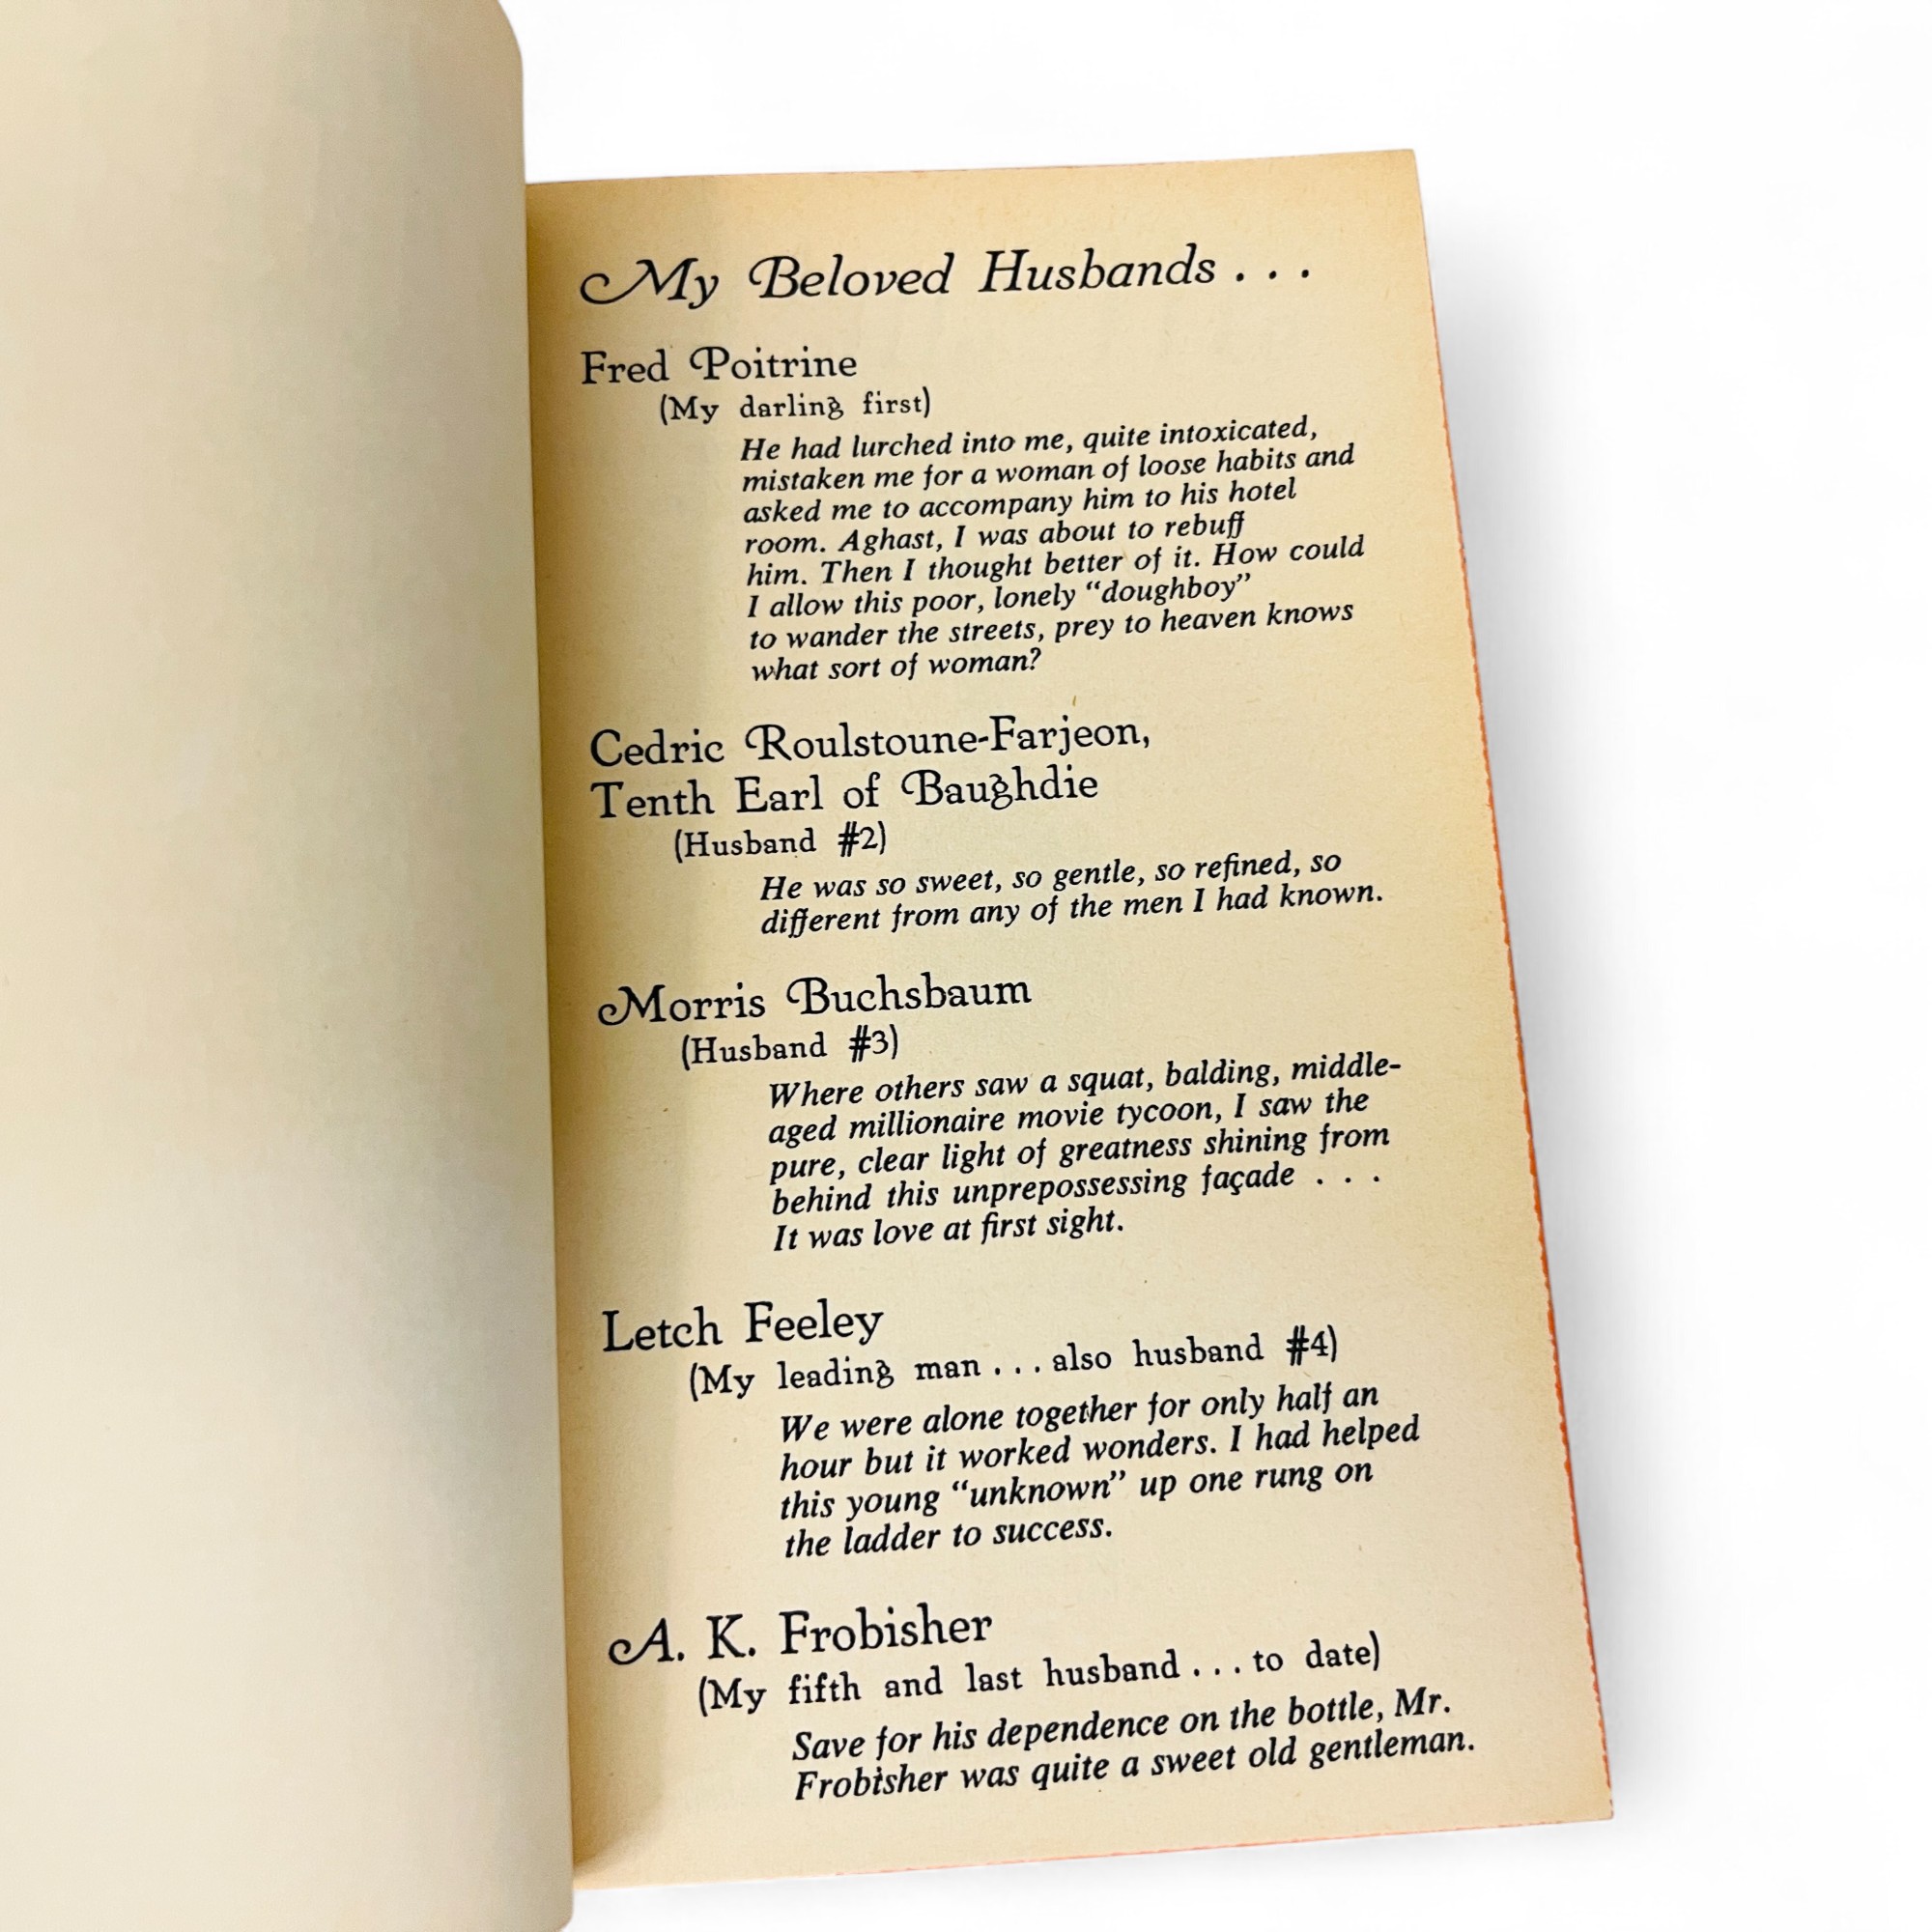 My Beloved Husbands . . .
Fred Poitrine
(My darling first)
He had lurched into me, quite intoxicated,
mistaken me for a woman of loose habits and
asked me to accompany him to his hotel
room. Aghast, I was about to rebuff
him. Then I thought better of it. How could
I allow this poor, lonely “doughboy”
to wander the streets, prey to heaven knows
what sort of woman?
Cedric Roulstoune-Farjeon,
Tenth Earl of Baughdie
(Husband #2)
He was so sweet, so gentle, so refined, so
different from any of the men I had known.
Morris Buchsbaum
(Husband #3)
Where others saw a squat, balding, middle-
aged millionaire movie tycoon, I saw the
pure, clear light of greatness shining from
behind this unprepossessing façade . . .
It was love at first sight.
Letch Feeley
(My leading man . . . also husband #4)
We were alone together for only half an
hour but it worked wonders. I had helped
this young “unknown” up one rung on
the ladder to success.
A. K. Frobisher
(My fifth and last husband . . . to date)
Save for his dependence on the bottle, Mr.
Frobisher was quite a sweet old gentleman.